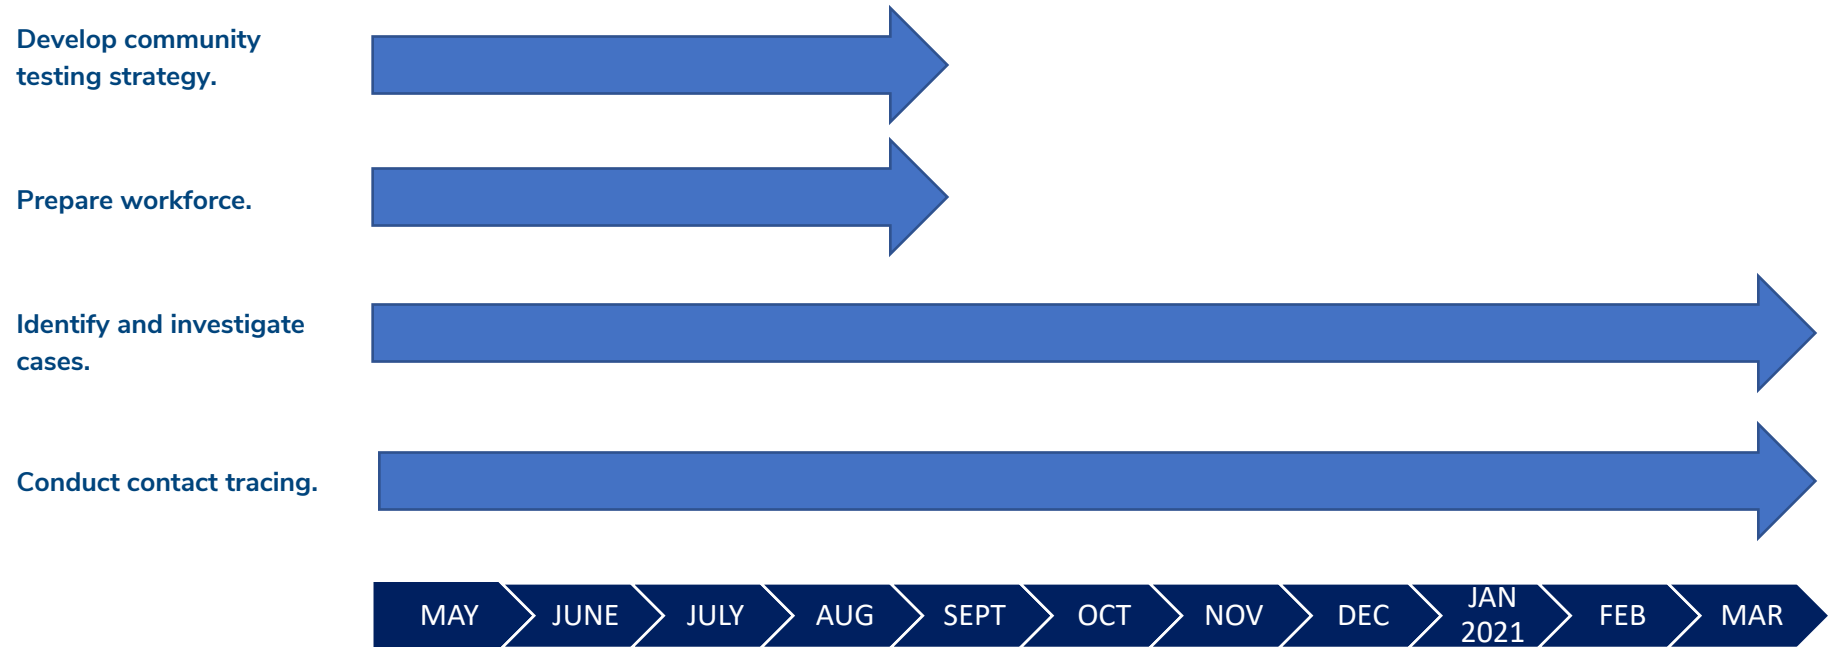 Develop community
testing strategy.
Prepare workforce.
Identify and investigate
cases.
Conduct contact tracing.
MAY
JUNE
JULY
AUG
SEPT
OCT
NOV
DEC
JAN
2021
FEB
MAR